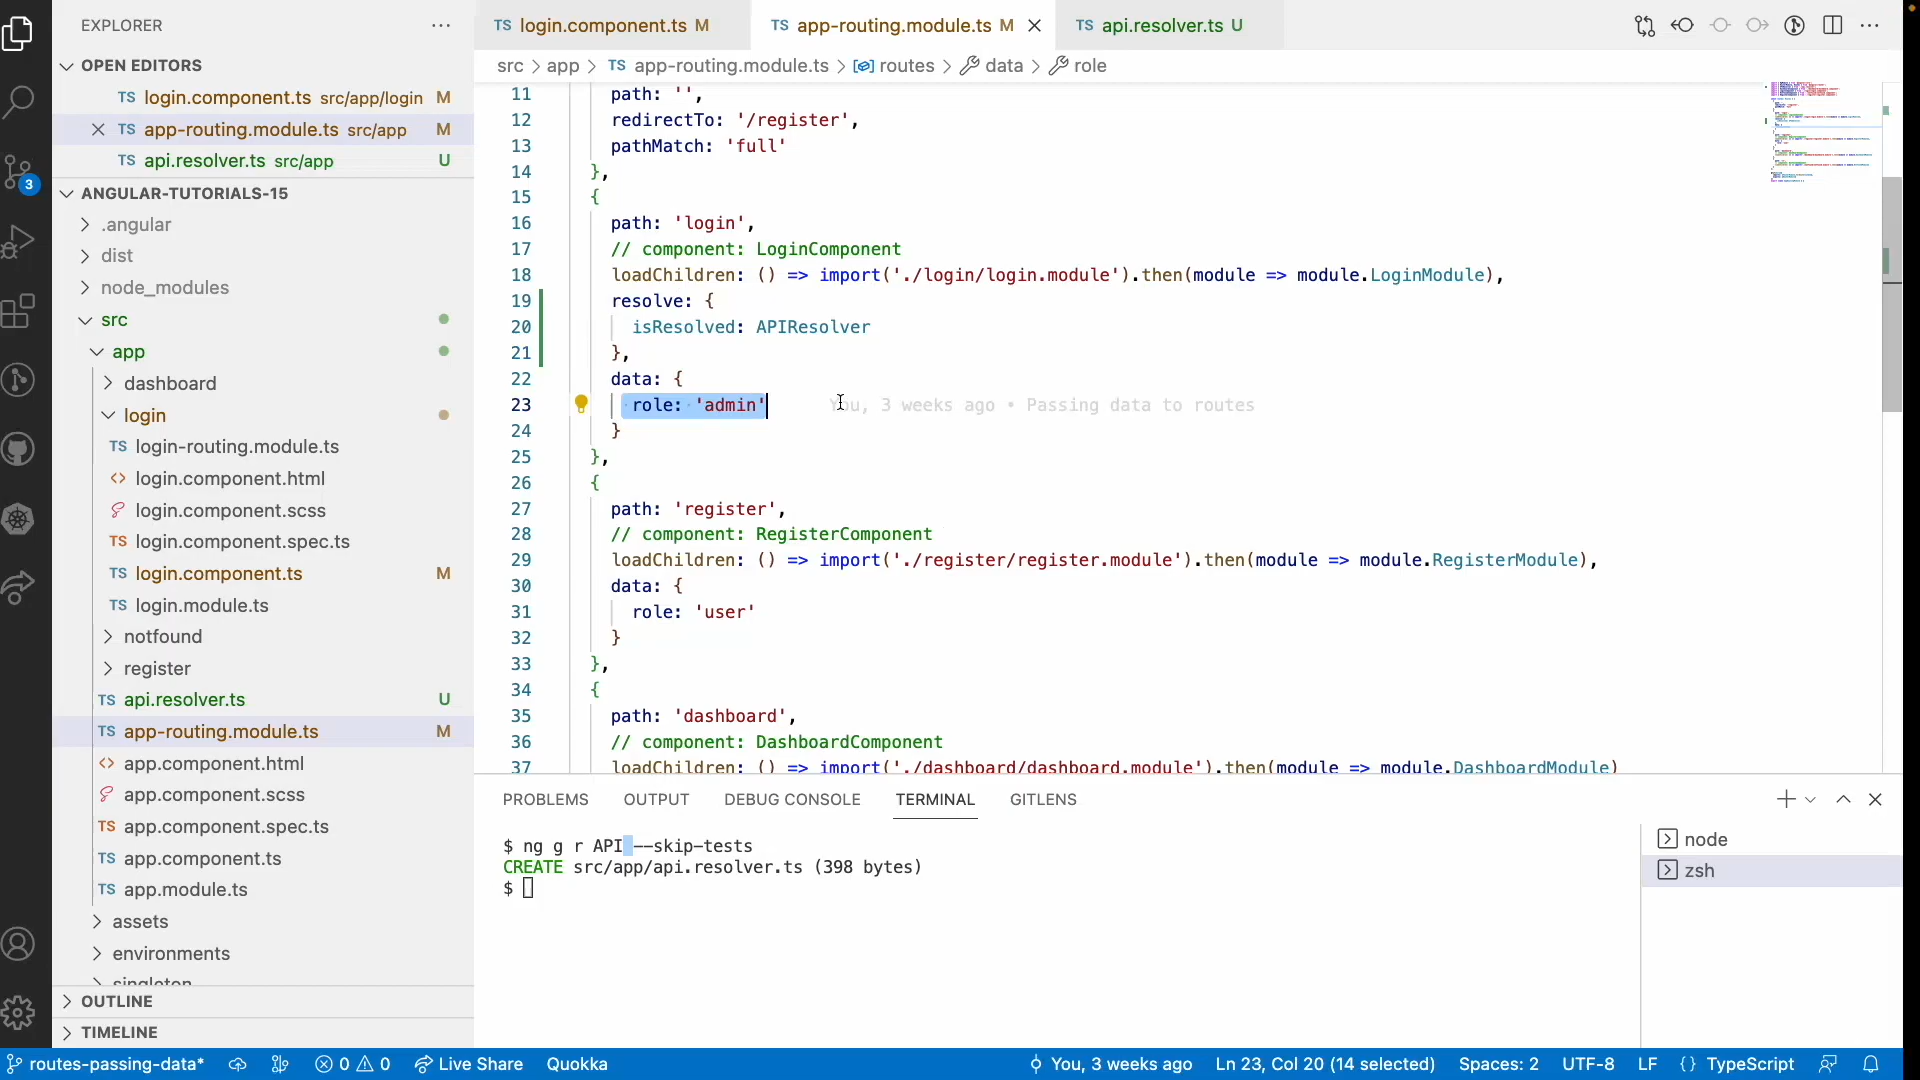 EXPLORER
OPEN EDITORS
TS login.component.ts src/app/login M
TS app-routing.module.ts src/app M
TS api.resolver.ts src/app U
ANGULAR-TUTORIALS-15
.angular
dist
node_modules
src
app
dashboard
login
TS login-routing.module.ts
login.component.html
login.component.scss
TS login.component.spec.ts
TS login.component.ts M
TS login.module.ts
notfound
register
TS api.resolver.ts U
TS app-routing.module.ts M
app.component.html
app.component.scss
TS app.component.spec.ts
TS app.component.ts
TS app.module.ts
assets
environments
singleton
OUTLINE
TIMELINE
3
TS login.component.ts M
TS app-routing.module.ts M
TS api.resolver.ts U
src > app > TS app-routing.module.ts > routes > data > role
11 path: '',
12 redirectTo: '/register',
13 pathMatch: 'full'
14 },
15 {
16 path: 'login',
17 // component: LoginComponent
18 loadChildren: () => import('./login/login.module').then(module => module.LoginModule),
19 resolve: {
20 isResolved: APIResolver
21 },
22 data: {
23 role: 'admin' You, 3 weeks ago • Passing data to routes
24 }
25 },
26 {
27 path: 'register',
28 // component: RegisterComponent
29 loadChildren: () => import('./register/register.module').then(module => module.RegisterModule),
30 data: {
31 role: 'user'
32 }
33 },
34 {
35 path: 'dashboard',
36 // component: DashboardComponent
37 loadChildren: () => import('./dashboard/dashboard.module').then(module => module.DashboardModule)
PROBLEMS OUTPUT DEBUG CONSOLE TERMINAL GITLENS
$ ng g r API --skip-tests
CREATE src/app/api.resolver.ts (398 bytes)
$
node
zsh
routes-passing-data* 0 0 Live Share Quokka You, 3 weeks ago Ln 23, Col 20 (14 selected) Spaces: 2 UTF-8 LF {} TypeScript